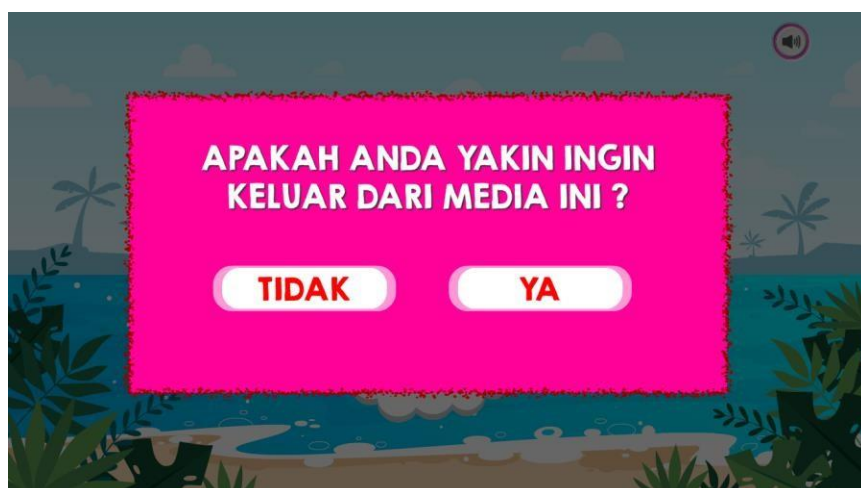 APAKAH ANDA YAKIN INGIN
KELUAR DARI MEDIA INI ?
TIDAK
YA